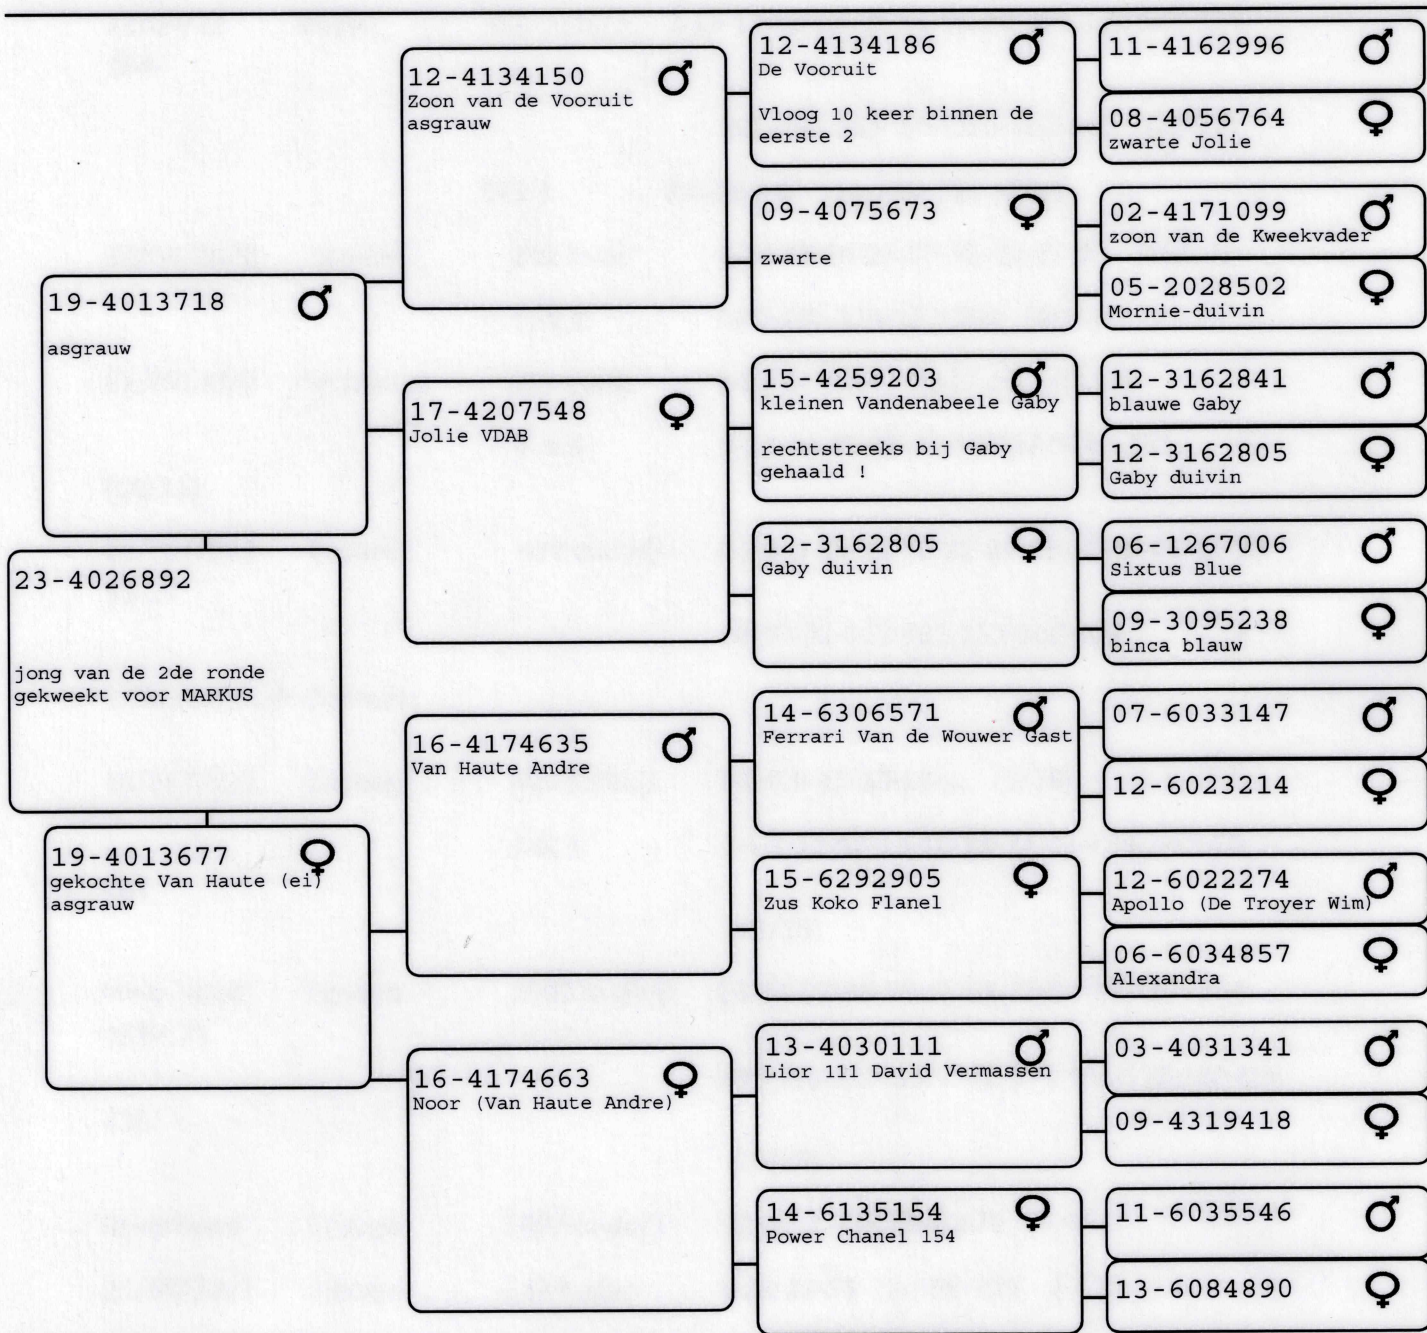 12-4134186
De Vooruit
Vloog 10 keer binnen de
eerste 2
11-4162996
08-4056764
zwarte Jolie
12-4134150
Zoon van de Vooruit
asgrauw
09-4075673
zwarte
02-4171099
zoon van de Kweekvader
05-2028502
Mornie-duivin
19-4013718
asgrauw
15-4259203
kleinen Vandenabeele Gaby
rechtstreeks bij Gaby
gehaald !
12-3162841
blauwe Gaby
12-3162805
Gaby duivin
17-4207548
Jolie VDAB
12-3162805
Gaby duivin
06-1267006
Sixtus Blue
09-3095238
binca blauw
23-4026892
jong van de 2de ronde
gekweekt voor MARKUS
14-6306571
Ferrari Van de Wouwer Gast
07-6033147
12-6023214
16-4174635
Van Haute Andre
15-6292905
Zus Koko Flanel
12-6022274
Apollo (De Troyer Wim)
06-6034857
Alexandra
19-4013677
gekochte Van Haute (ei)
asgrauw
13-4030111
Lior 111 David Vermassen
03-4031341
09-4319418
16-4174663
Noor (Van Haute Andre)
14-6135154
Power Chanel 154
11-6035546
13-6084890